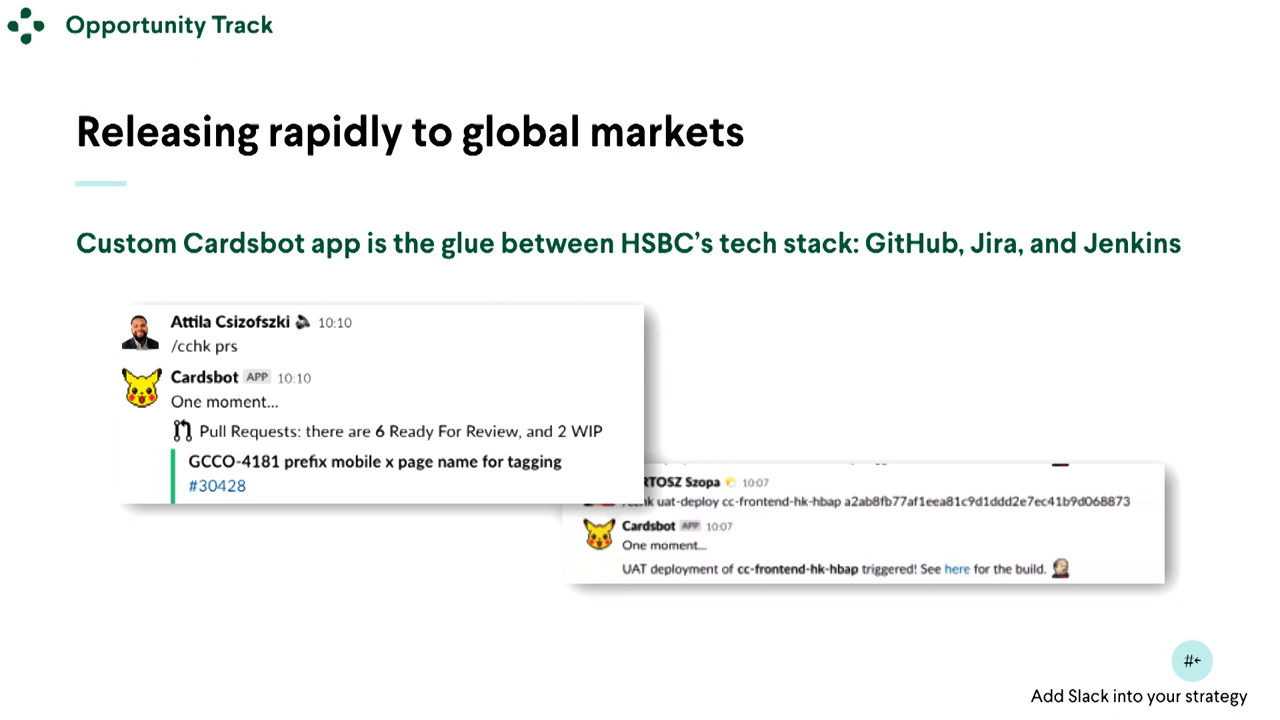 Opportunity Track
Releasing rapidly to global markets
Custom Cardsbot app is the glue between HSBC's tech stack: GitHub, Jira, and Jenkins
Attila Csizofszki 10:10
/cchk prs
Cardsbot APP 10:10
One moment...
Pull Requests: there are 6 Ready For Review, and 2 WIP
GCCO-4181 prefix mobile x page name for tagging
#30428
RTOSZ Szopa 10:07
uat-deploy cc-frontend-hk-hbap a2ab8fb77af1eea81c9d1ddd2e7ec41b9d068873
Cardsbot APP 10:07
One moment...
UAT deployment of cc-frontend-hk-hbap triggered! See here for the build.
#
Add Slack into your strategy